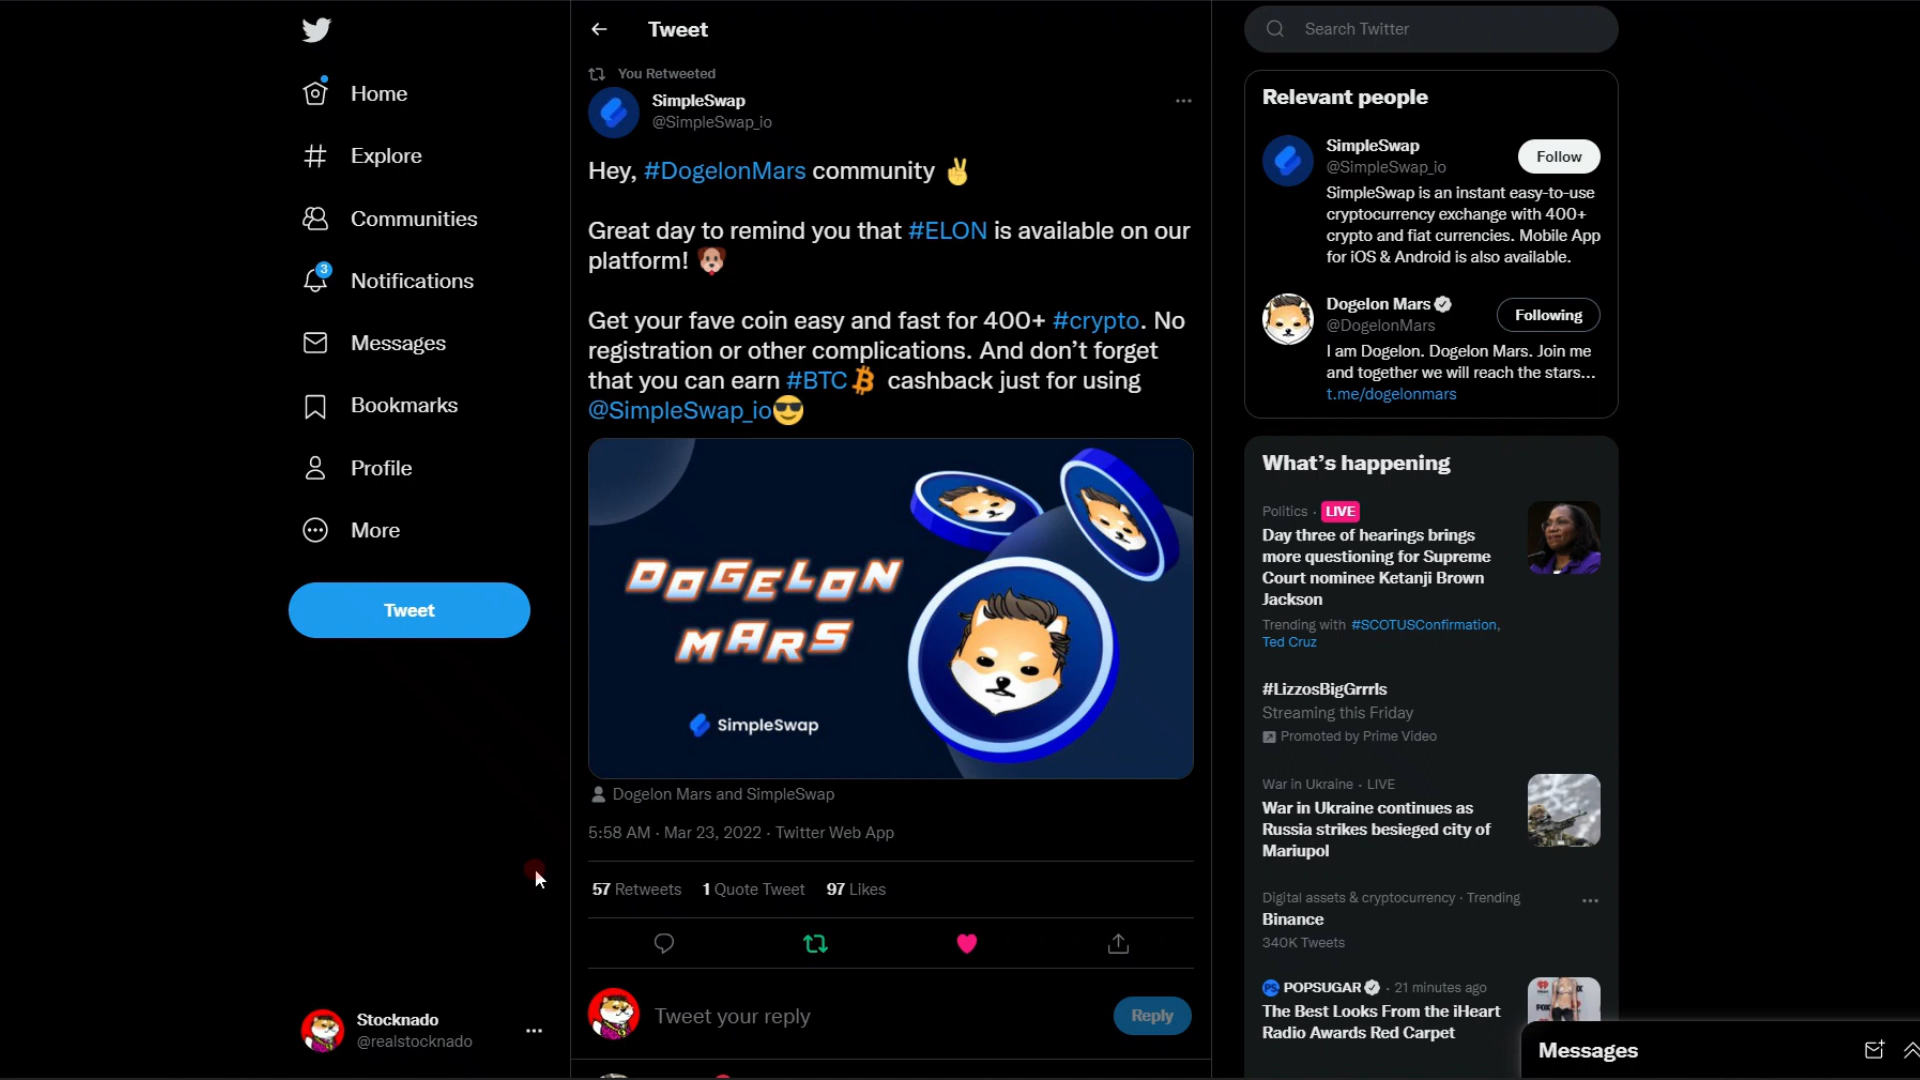 Home
Explore
Communities
3
Notifications
Messages
Bookmarks
Profile
More
Tweet
Stocknado
@realstocknado
Tweet
You Retweeted
SimpleSwap
@SimpleSwap_io
Hey, #DogelonMars community ✌
Great day to remind you that #ELON is available on our
platform! 🐶
Get your fave coin easy and fast for 400+ #crypto. No
registration or other complications. And don’t forget
that you can earn #BTC cashback just for using
@SimpleSwap_io😎
DOGELON
MARS
SimpleSwap
Dogelon Mars and SimpleSwap
5:58 AM · Mar 23, 2022 · Twitter Web App
57 Retweets 1 Quote Tweet 97 Likes
Tweet your reply
Reply
Search Twitter
Relevant people
SimpleSwap
@SimpleSwap_io
Follow
SimpleSwap is an instant easy-to-use
cryptocurrency exchange with 400+
crypto and fiat currencies. Mobile App
for iOS & Android is also available.
Dogelon Mars
@DogelonMars
Following
I am Dogelon. Dogelon Mars. Join me
and together we will reach the stars...
t.me/dogelonmars
What’s happening
Politics · LIVE
Day three of hearings brings
more questioning for Supreme
Court nominee Ketanji Brown
Jackson
Trending with #SCOTUSConfirmation,
Ted Cruz
#LizzosBigGrrrls
Streaming this Friday
Promoted by Prime Video
War in Ukraine · LIVE
War in Ukraine continues as
Russia strikes besieged city of
Mariupol
Digital assets & cryptocurrency · Trending
Binance
340K Tweets
PS POPSUGAR · 21 minutes ago
The Best Looks From the iHeart
Radio Awards Red Carpet
Messages